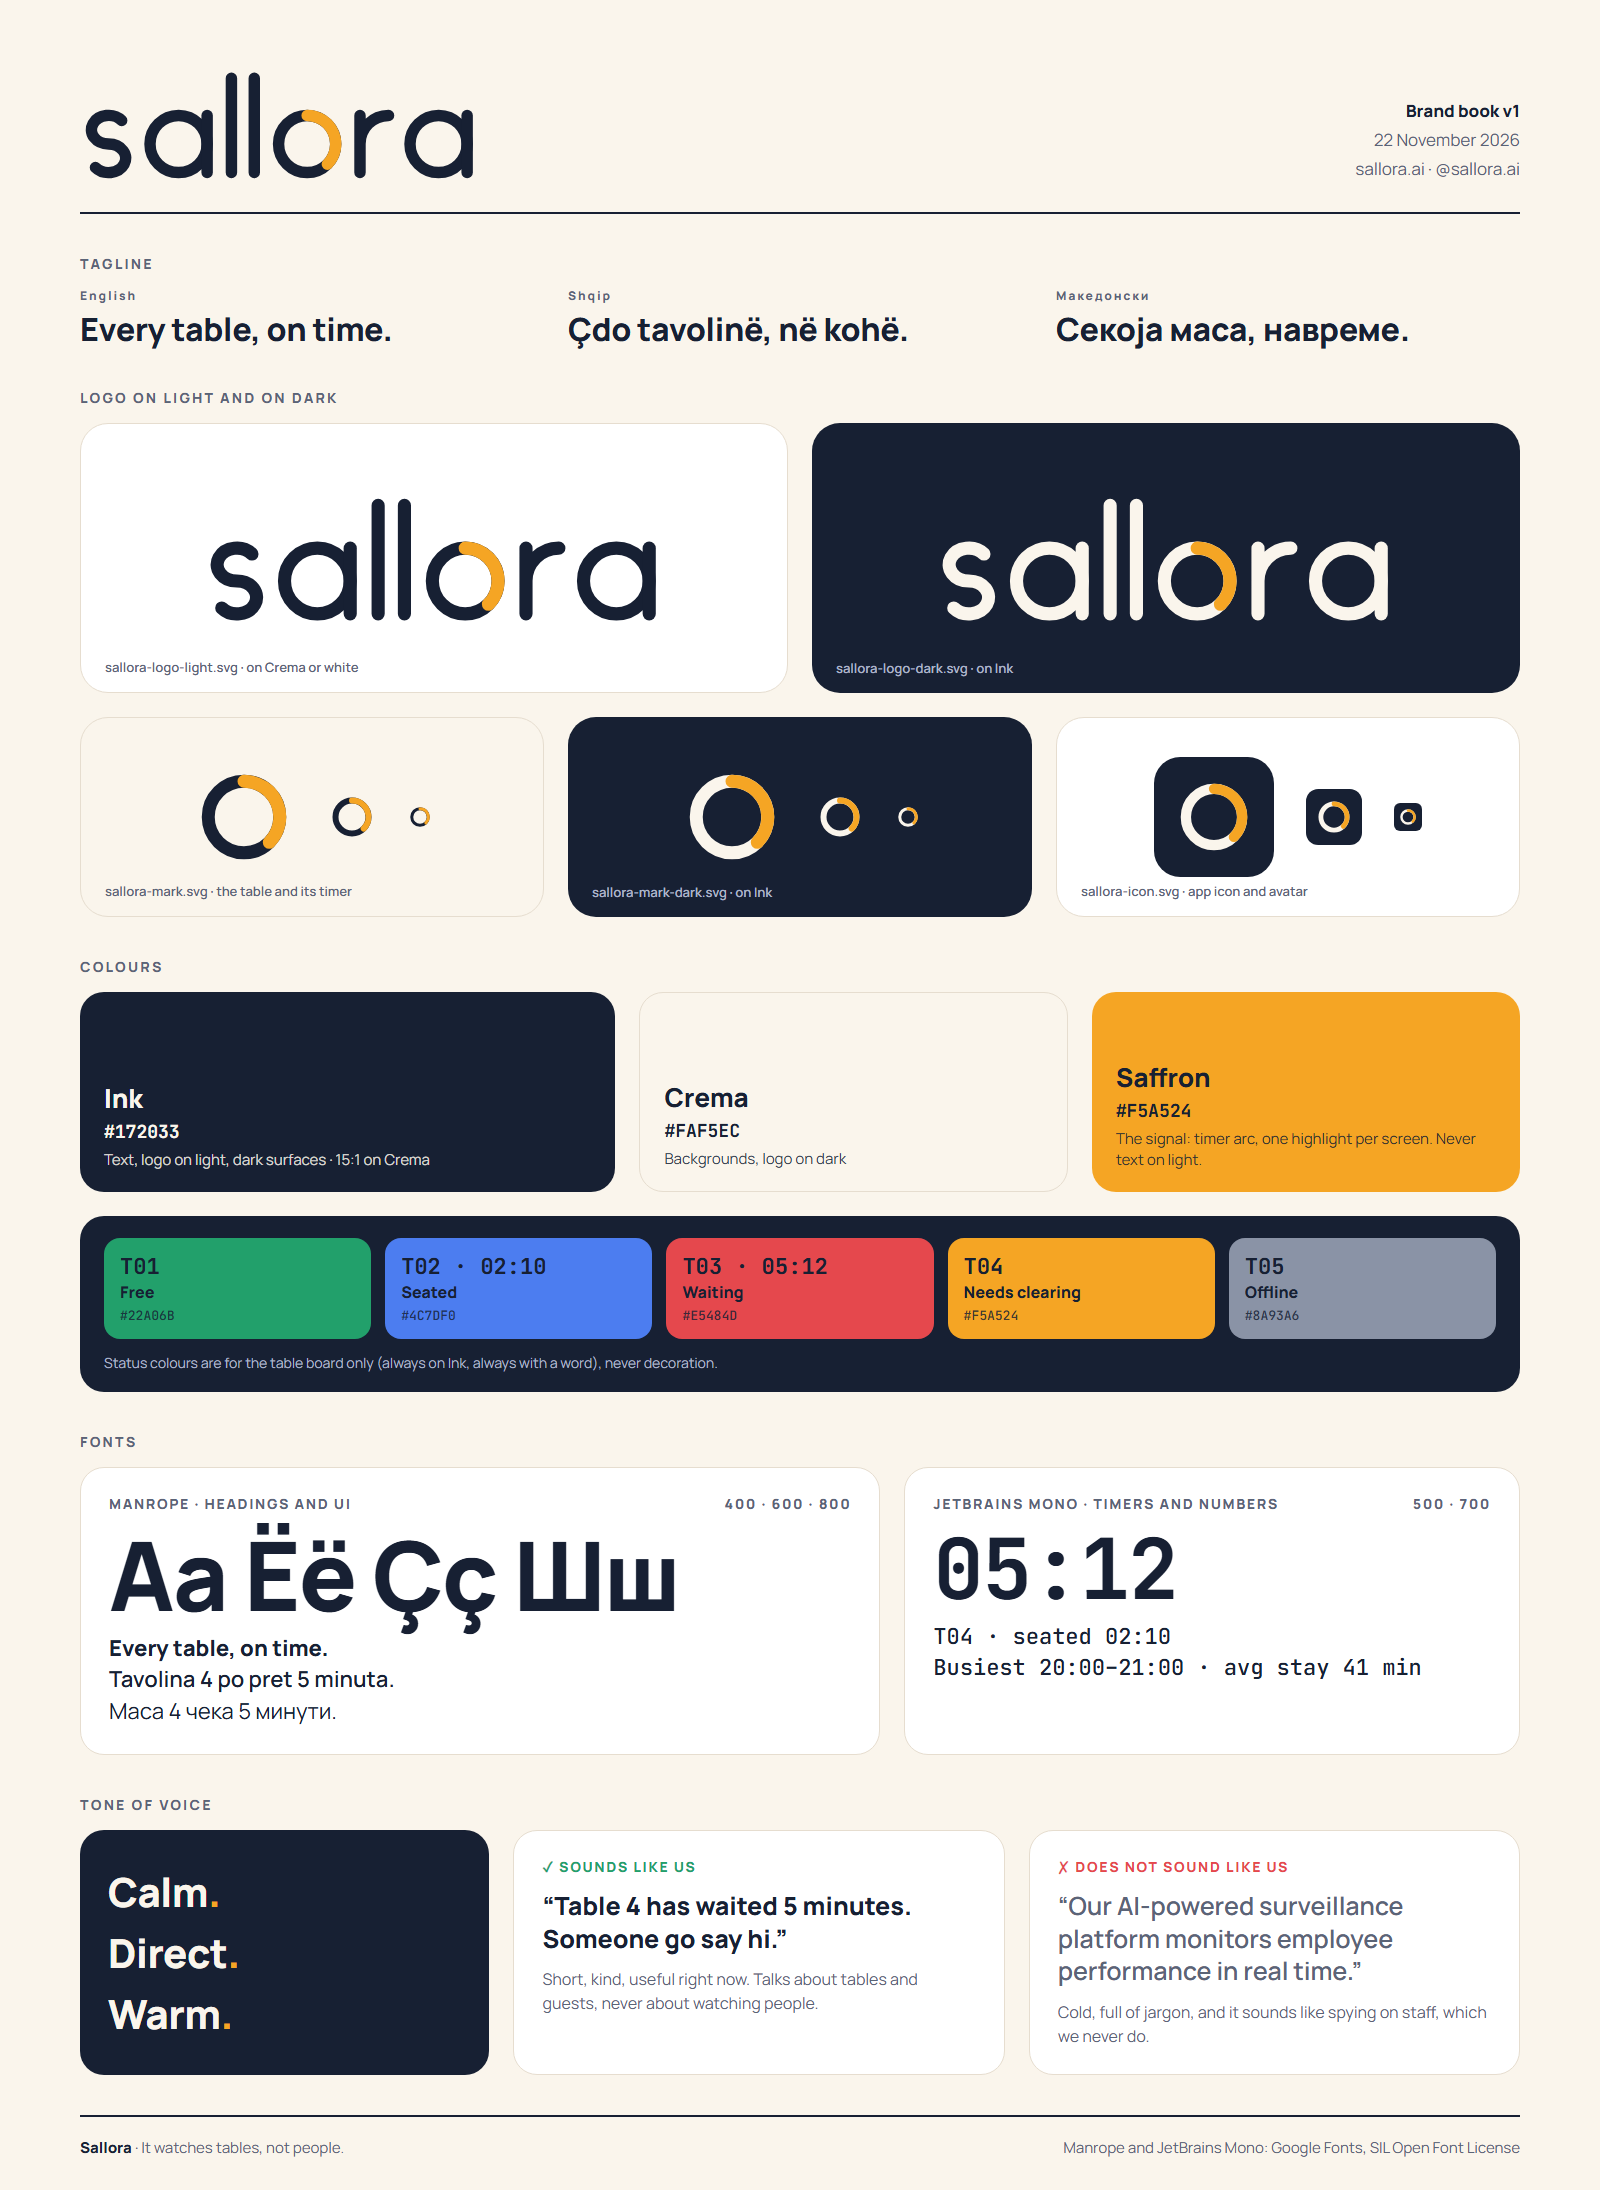 sallora
Brand book v1
22 November 2026
sallora.ai · @sallora.ai
TAGLINE
English
Every table, on time.
Shqip
Çdo tavolinë, në kohë.
Македонски
Секоја маса, навреме.
LOGO ON LIGHT AND ON DARK
sallora
sallora-logo-light.svg · on Crema or white
sallora
sallora-logo-dark.svg · on Ink
sallora-mark.svg · the table and its timer
sallora-mark-dark.svg · on Ink
sallora-icon.svg · app icon and avatar
COLOURS
Ink
#172033
Text, logo on light, dark surfaces · 15:1 on Crema
Crema
#FAF5EC
Backgrounds, logo on dark
Saffron
#F5A524
The signal: timer arc, one highlight per screen. Never
text on light.
T01
Free
#22A06B
T02 · 02:10
Seated
#4C7DF0
T03 · 05:12
Waiting
#E5484D
T04
Needs clearing
#F5A524
T05
Offline
#8A93A6
Status colours are for the table board only (always on Ink, always with a word), never decoration.
FONTS
MANROPE · HEADINGS AND UI
400 · 600 · 800
Aa Ëë Çç Шш
Every table, on time.
Tavolina 4 po pret 5 minuta.
Маса 4 чека 5 минути.
JETBRAINS MONO · TIMERS AND NUMBERS
500 · 700
05:12
T04 · seated 02:10
Busiest 20:00–21:00 · avg stay 41 min
TONE OF VOICE
Calm.
Direct.
Warm.
✓ SOUNDS LIKE US
“Table 4 has waited 5 minutes.
Someone go say hi.”
Short, kind, useful right now. Talks about tables and
guests, never about watching people.
✗ DOES NOT SOUND LIKE US
“Our AI-powered surveillance
platform monitors employee
performance in real time.”
Cold, full of jargon, and it sounds like spying on staff, which
we never do.
Sallora · It watches tables, not people.
Manrope and JetBrains Mono: Google Fonts, SIL Open Font License